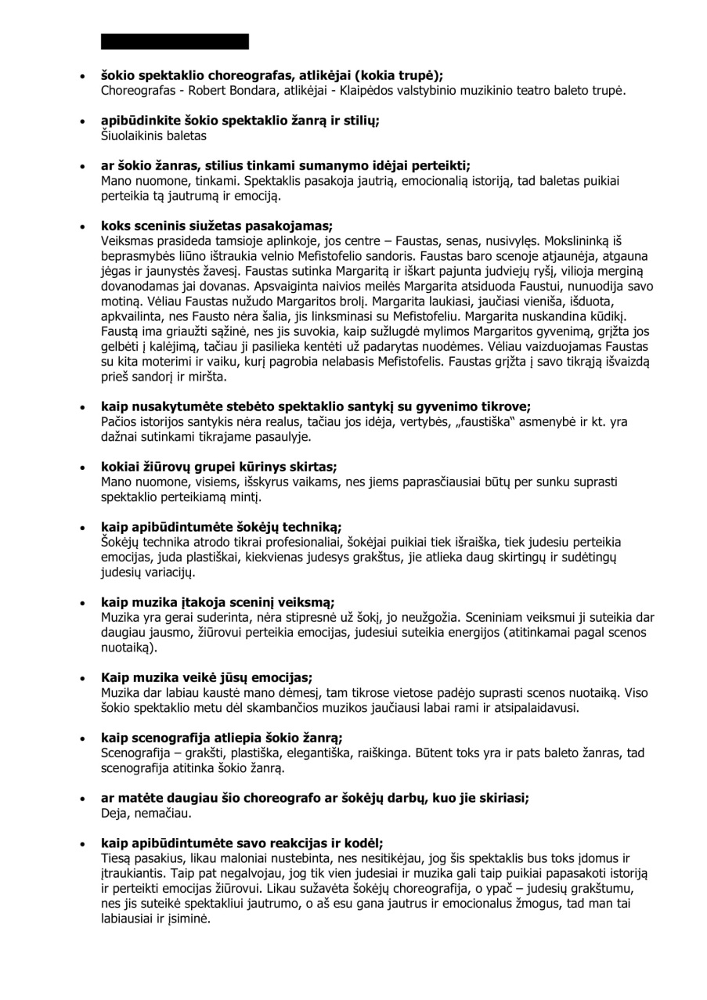 • šokio spektaklio choreografas, atlikėjai (kokia trupė);
Choreografas - Robert Bondara, atlikėjai - Klaipėdos valstybinio muzikinio teatro baleto trupė.
• apibūdinkite šokio spektaklio žanrą ir stilių;
Šiuolaikinis baletas
• ar šokio žanras, stilius tinkami sumanymo idėjai perteikti;
Mano nuomone, tinkami. Spektaklis pasakoja jautrią, emocionalią istoriją, tad baletas puikiai
perteikia tą jautrumą ir emociją.
• koks sceninis siužetas pasakojamas;
Veiksmas prasideda tamsioje aplinkoje, jos centre – Faustas, senas, nusivylęs. Mokslininką iš
beprasmybės liūno ištraukia velnio Mefistofelio sandoris. Faustas baro scenoje atjaunėja, atgauna
jėgas ir jaunystės žavesį. Faustas sutinka Margaritą ir iškart pajunta judviejų ryšį, vilioja merginą
dovanodamas jai dovanas. Apsvaiginta naivios meilės Margarita atsiduoda Faustui, nunuodija savo
motiną. Vėliau Faustas nužudo Margaritos brolį. Margarita laukiasi, jaučiasi vieniša, išduota,
apkvailinta, nes Fausto nėra šalia, jis linksminasi su Mefistofeliu. Margarita nuskandina kūdikį.
Faustą ima griaužti sąžinė, nes jis suvokia, kaip sužlugdė mylimos Margaritos gyvenimą, grįžta jos
gelbėti į kalėjimą, tačiau ji pasilieka kentėti už padarytas nuodėmes. Vėliau vaizduojamas Faustas
su kita moterimi ir vaiku, kurį pagrobia nelabasis Mefistofelis. Faustas grįžta į savo tikrąją išvaizdą
prieš sandorį ir miršta.
• kaip nusakytumėte stebėto spektaklio santykį su gyvenimo tikrove;
Pačios istorijos santykis nėra realus, tačiau jos idėja, vertybės, „faustiška“ asmenybė ir kt. yra
dažnai sutinkami tikrajame pasaulyje.
• kokiai žiūrovų grupei kūrinys skirtas;
Mano nuomone, visiems, išskyrus vaikams, nes jiems paprasčiausiai būtų per sunku suprasti
spektaklio perteikiamą mintį.
• kaip apibūdintumėte šokėjų techniką;
Šokėjų technika atrodo tikrai profesionaliai, šokėjai puikiai tiek išraiška, tiek judesiu perteikia
emocijas, juda plastiškai, kiekvienas judesys grakštus, jie atlieka daug skirtingų ir sudėtingų
judesių variacijų.
• kaip muzika įtakoja sceninį veiksmą;
Muzika yra gerai suderinta, nėra stipresnė už šokį, jo neužgožia. Sceniniam veiksmui ji suteikia dar
daugiau jausmo, žiūrovui perteikia emocijas, judesiui suteikia energijos (atitinkamai pagal scenos
nuotaiką).
• Kaip muzika veikė jūsų emocijas;
Muzika dar labiau kaustė mano dėmesį, tam tikrose vietose padėjo suprasti scenos nuotaiką. Viso
šokio spektaklio metu dėl skambančios muzikos jaučiausi labai rami ir atsipalaidavusi.
• kaip scenografija atliepia šokio žanrą;
Scenografija – grakšti, plastiška, elegantiška, raiškinga. Būtent toks yra ir pats baleto žanras, tad
scenografija atitinka šokio žanrą.
• ar matėte daugiau šio choreografo ar šokėjų darbų, kuo jie skiriasi;
Deja, nemačiau.
• kaip apibūdintumėte savo reakcijas ir kodėl;
Tiesą pasakius, likau maloniai nustebinta, nes nesitikėjau, jog šis spektaklis bus toks įdomus ir
įtraukiantis. Taip pat negalvojau, jog tik vien judesiai ir muzika gali taip puikiai papasakoti istoriją
ir perteikti emocijas žiūrovui. Likau sužavėta šokėjų choreografija, o ypač – judesių grakštumu,
nes jis suteikė spektakliui jautrumo, o aš esu gana jautrus ir emocionalus žmogus, tad man tai
labiausiai ir įsiminė.